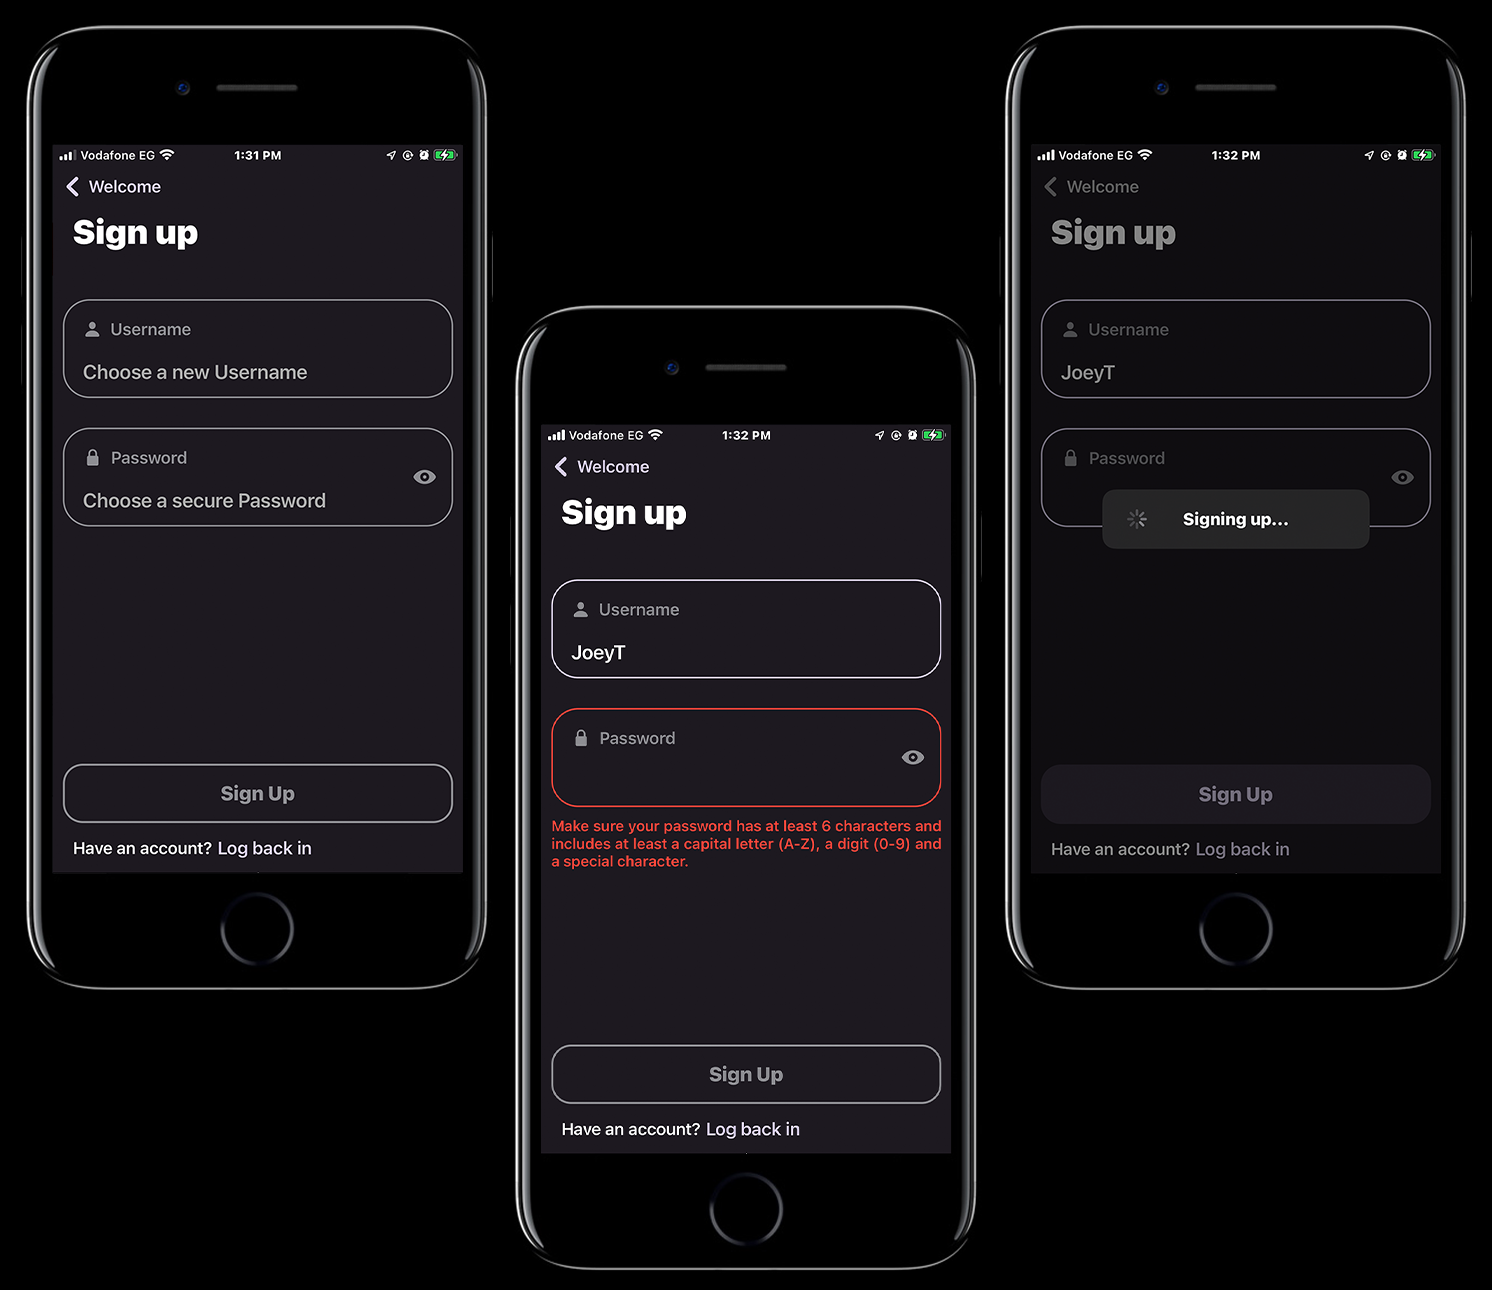 Vodafone EG
1:31 PM
Welcome
Sign up
Username
Choose a new Username
Password
Choose a secure Password
Sign Up
Have an account? Log back in
Vodafone EG
1:32 PM
Welcome
Sign up
Username
JoeyT
Password
Make sure your password has at least 6 characters and
includes at least a capital letter (A-Z), a digit (0-9) and
a special character.
Sign Up
Have an account? Log back in
Vodafone EG
1:32 PM
Welcome
Sign up
Username
JoeyT
Password
Signing up...
Sign Up
Have an account? Log back in